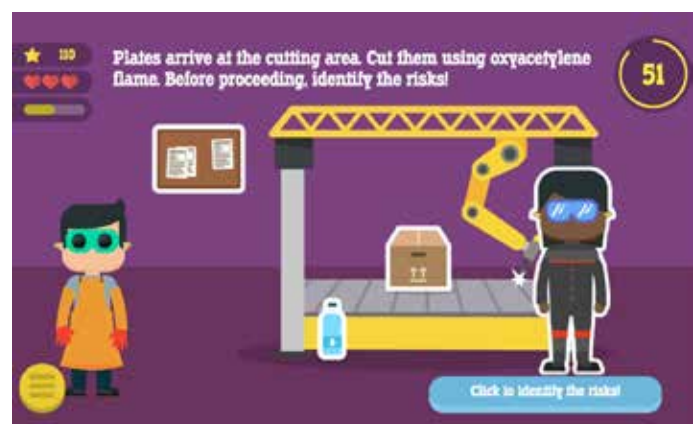 110
Plates arrive at the cutting area. Cut them using oxyacetylene
flame. Before proceeding, identify the risks!
51
Click to identify the risks!